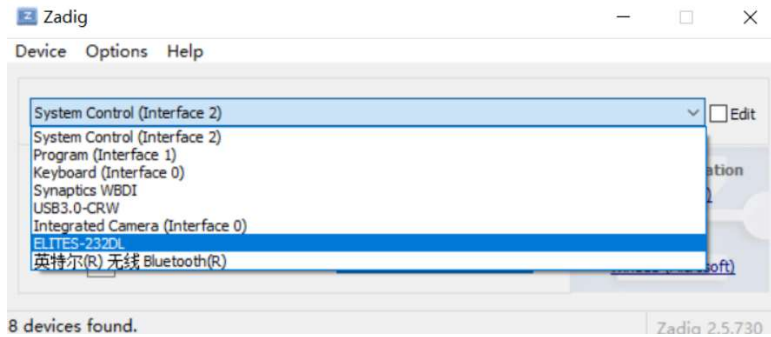 Zadig
Device Options Help
System Control (Interface 2)
Edit
System Control (Interface 2)
Program (Interface 1)
Keyboard (Interface 0)
Synaptics WBDI
USB3.0-CRW
Integrated Camera (Interface 0)
ELITES-232DL
英特尔(R) 无线 Bluetooth(R)
8 devices found.
Zadig 2.5.730